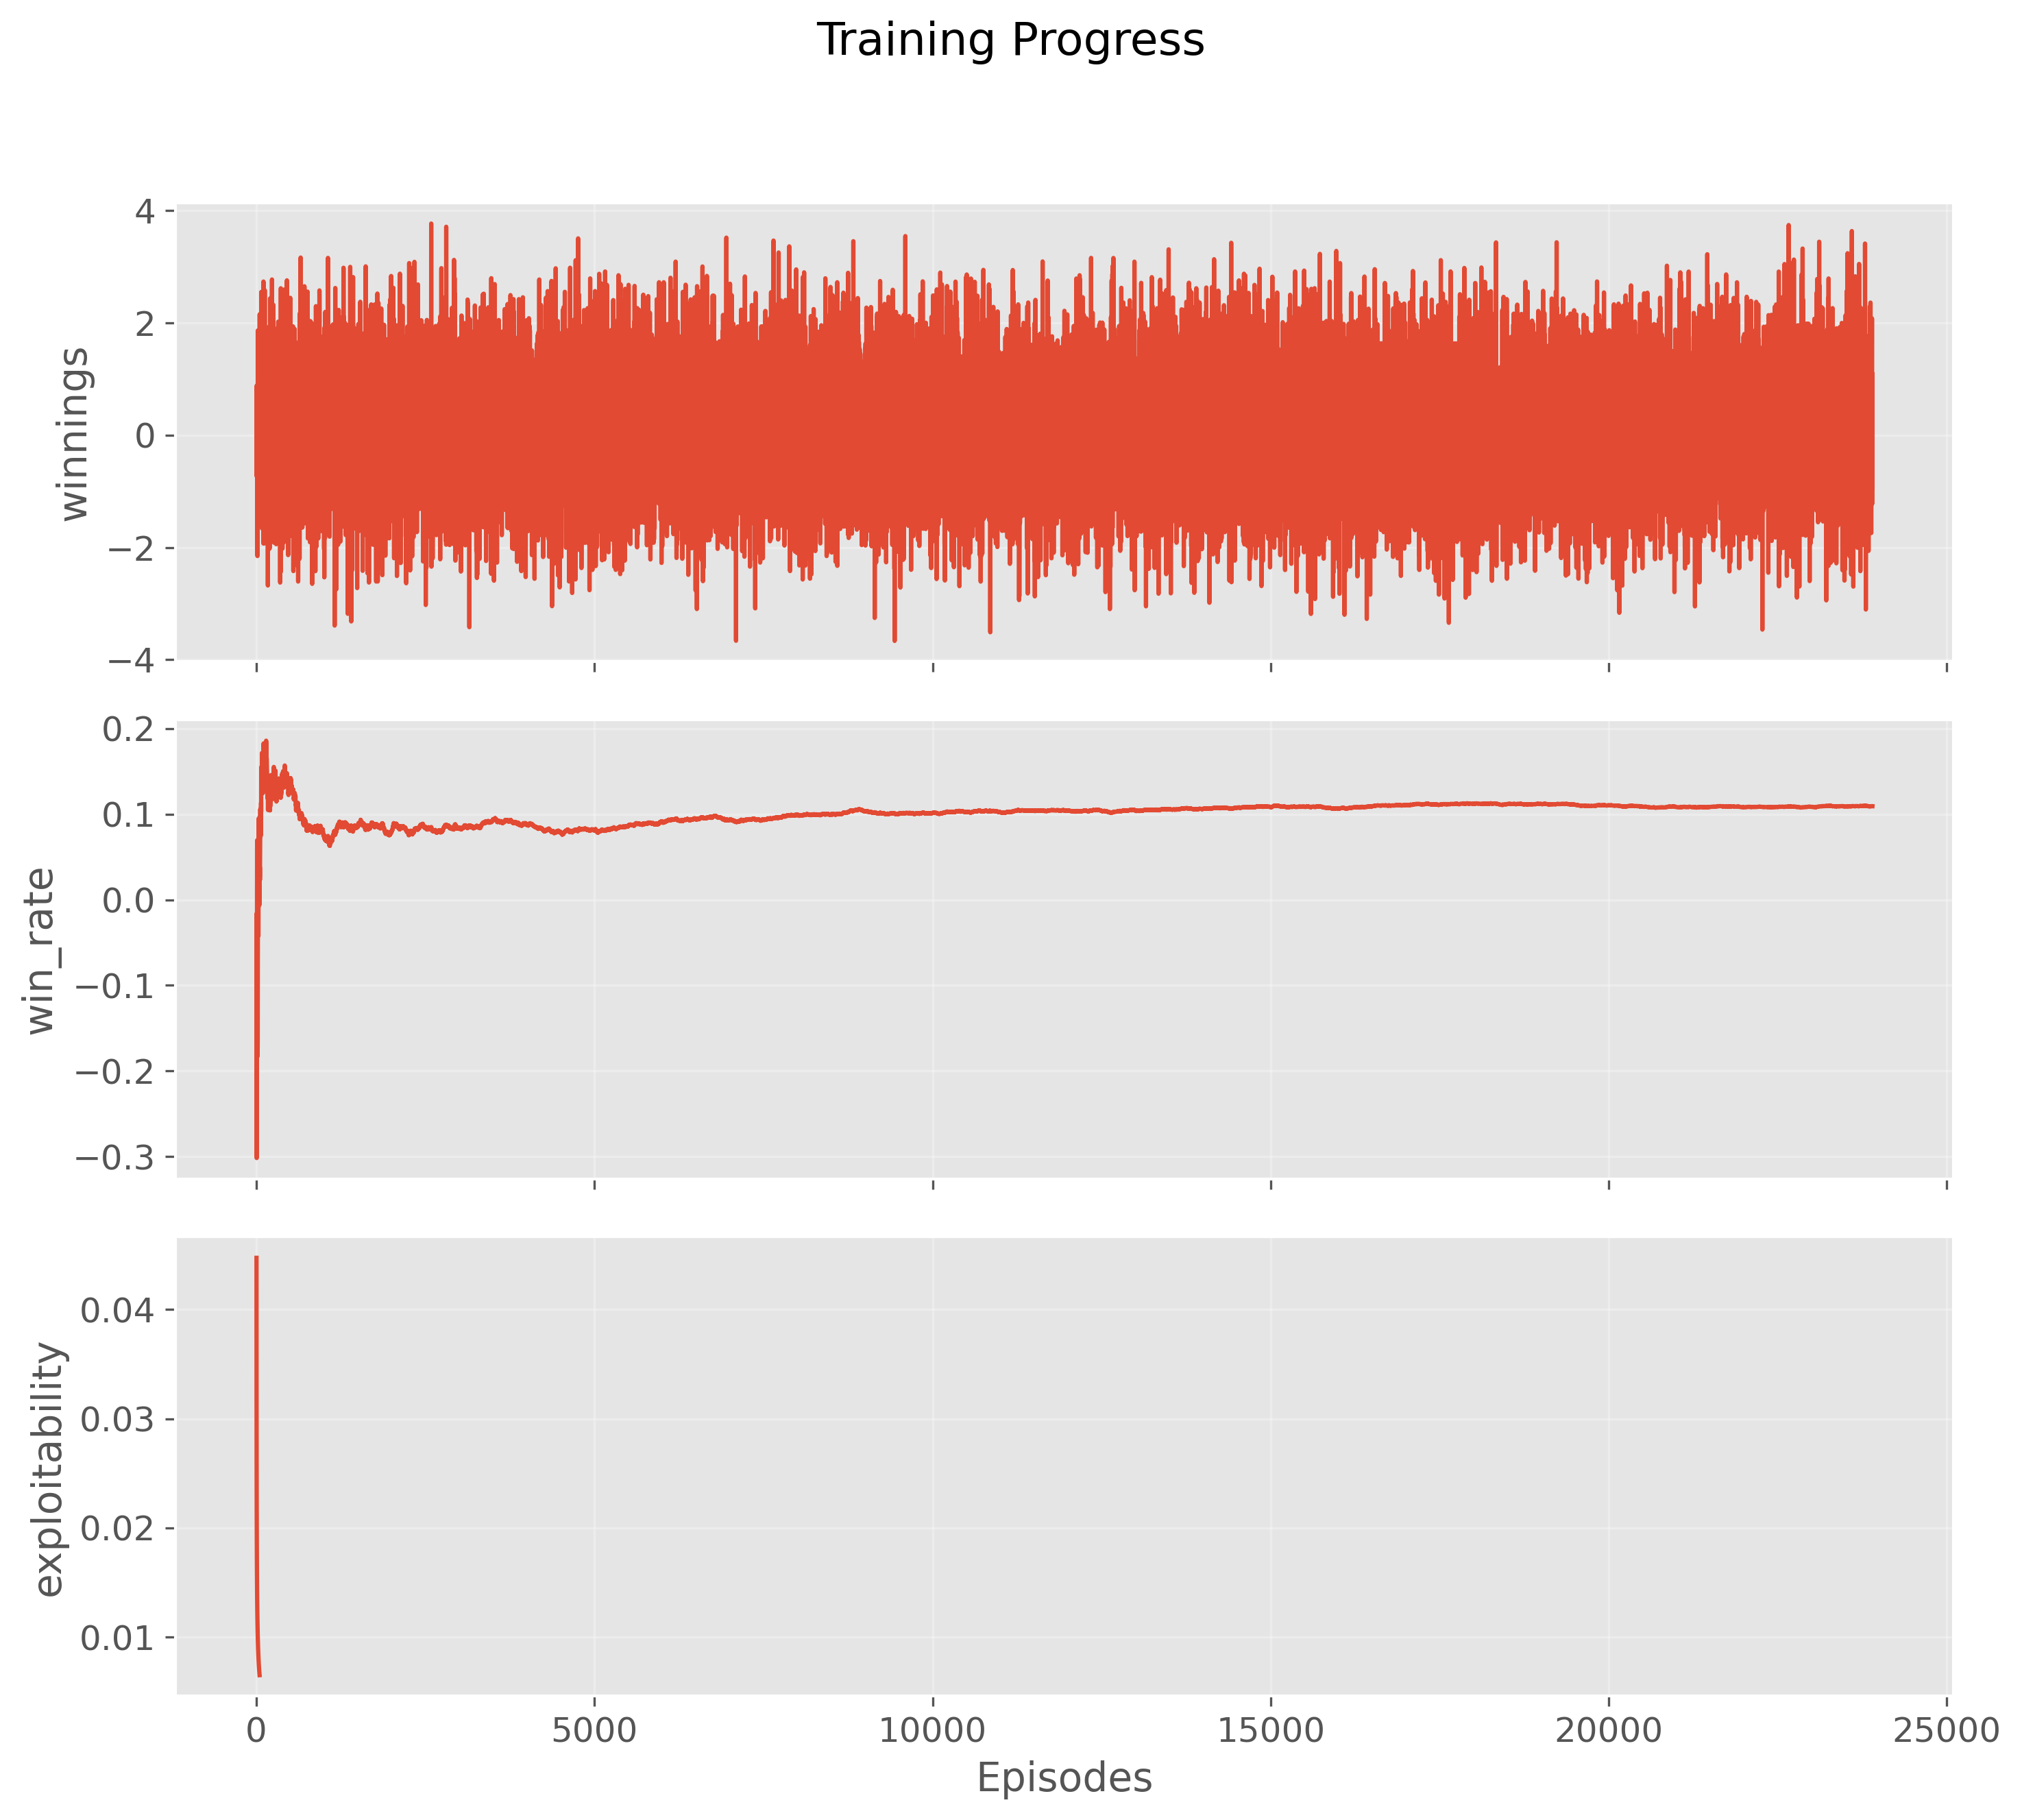 Training Progress
4
2
0
−2
−4
winnings
0.2
0.1
0.0
−0.1
−0.2
−0.3
win_rate
0.04
0.03
0.02
0.01
exploitability
0 5000 10000 15000 20000 25000
Episodes